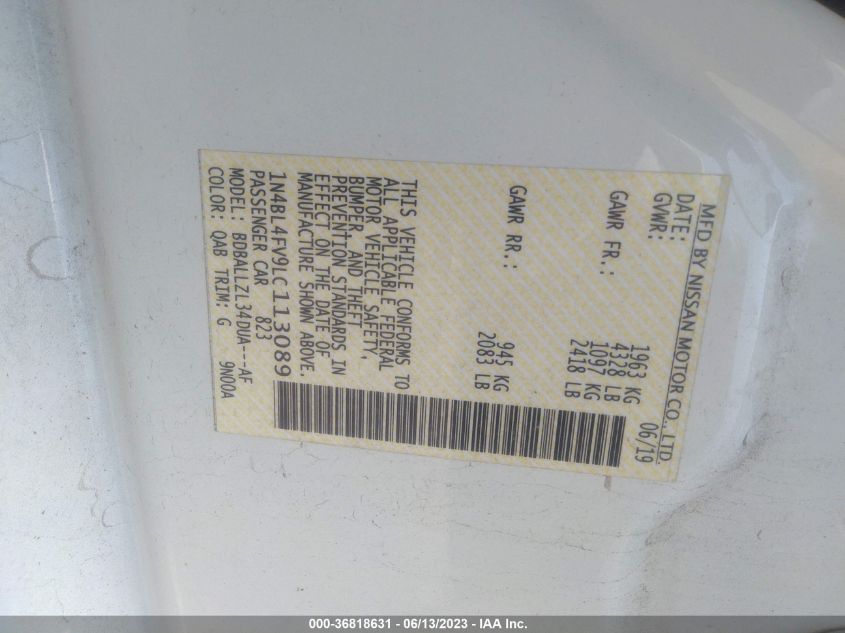 MFD BY NISSAN MOTOR CO., LTD.
DATE: 06/19
GVWR: 1963 KG
4328 LB
GAWR FR.: 1097 KG
2418 LB
GAWR RR.: 945 KG
2083 LB
THIS VEHICLE CONFORMS TO
ALL APPLICABLE FEDERAL
MOTOR VEHICLE SAFETY,
BUMPER AND THEFT
PREVENTION STANDARDS IN
EFFECT ON THE DATE OF
MANUFACTURE SHOWN ABOVE.
1N4BL4FV9LC113089
PASSENGER CAR 823
MODEL: BDBALLZL34DUA---AF
COLOR: QAB TRIM: G 9N00A
000-36818631 - 06/13/2023 - IAA Inc.